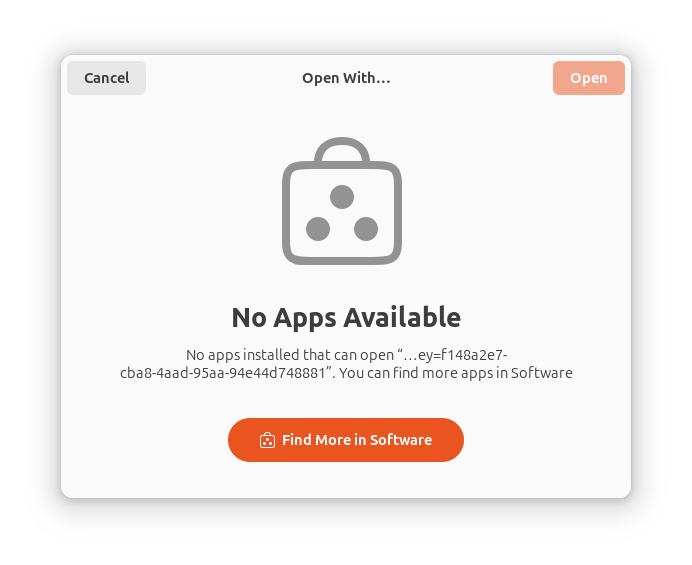 Cancel
Open With…
Open
No Apps Available
No apps installed that can open “…ey=f148a2e7-
cba8-4aad-95aa-94e44d748881”. You can find more apps in Software
Find More in Software